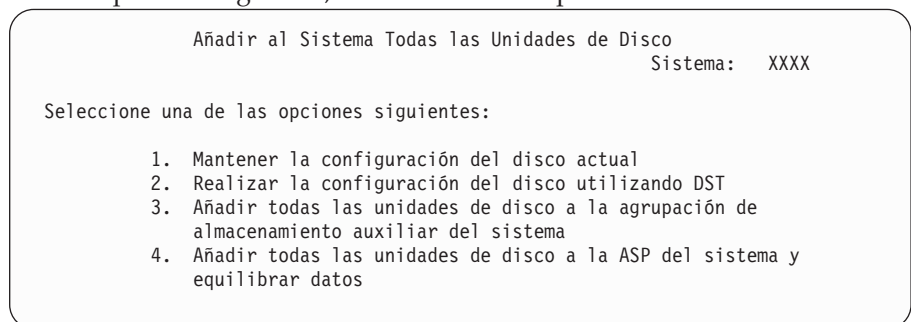 Añadir al Sistema Todas las Unidades de Disco
Sistema: XXXX
Seleccione una de las opciones siguientes:
1. Mantener la configuración del disco actual
2. Realizar la configuración del disco utilizando DST
3. Añadir todas las unidades de disco a la agrupación de
almacenamiento auxiliar del sistema
4. Añadir todas las unidades de disco a la ASP del sistema y
equilibrar datos